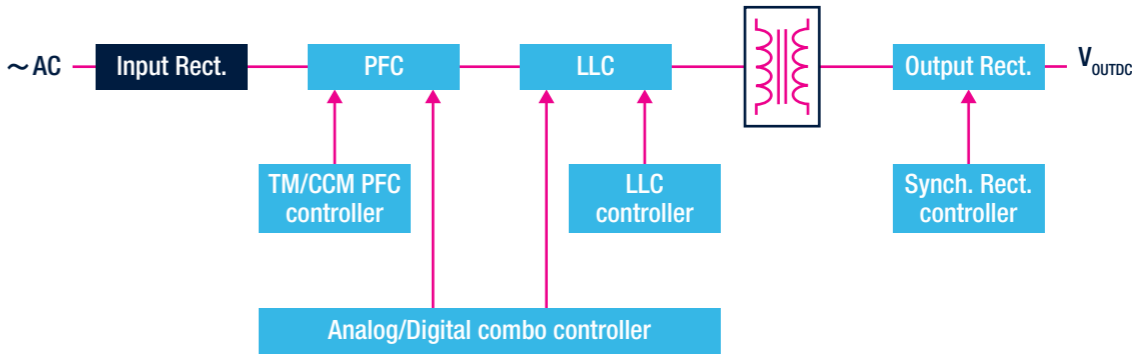 ~AC
Input Rect.
PFC
LLC
Output Rect.
VOUTDC
TM/CCM PFC
controller
LLC
controller
Synch. Rect.
controller
Analog/Digital combo controller